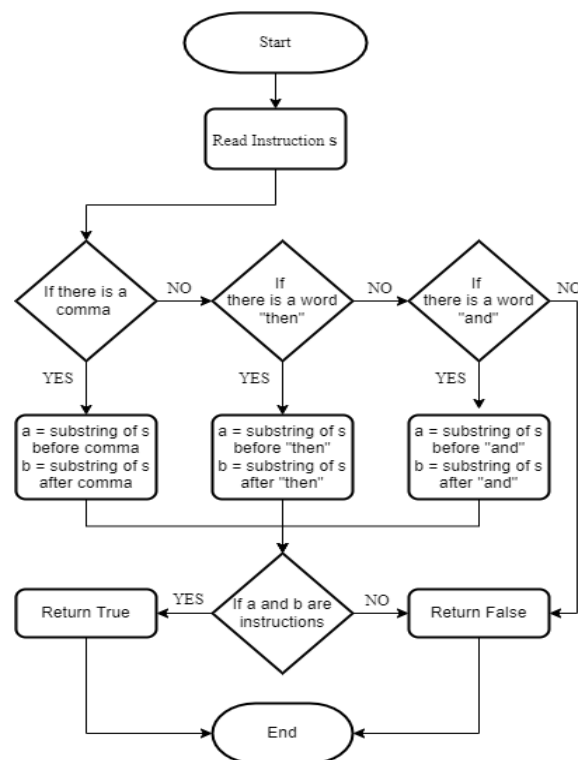 Start
Read Instruction s
If there is a
comma
NO
If
there is a word
"then"
NO
If
there is a word
"and"
NO
YES
YES
YES
a = substring of s
before comma
b = substring of s
after comma
a = substring of s
before "then"
b = substring of s
after "then"
a = substring of s
before "and"
b = substring of s
after "and"
Return True
YES
If a and b are
instructions
NO
Return False
End